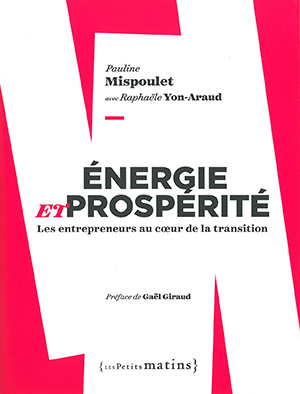 Pauline
Mispoulet
avec Raphaële Yon-Araud
ÉNERGIE
ET PROSPÉRITÉ
Les entrepreneurs au cœur de la transition
Préface de Gaël Giraud
{LES Petits matins}